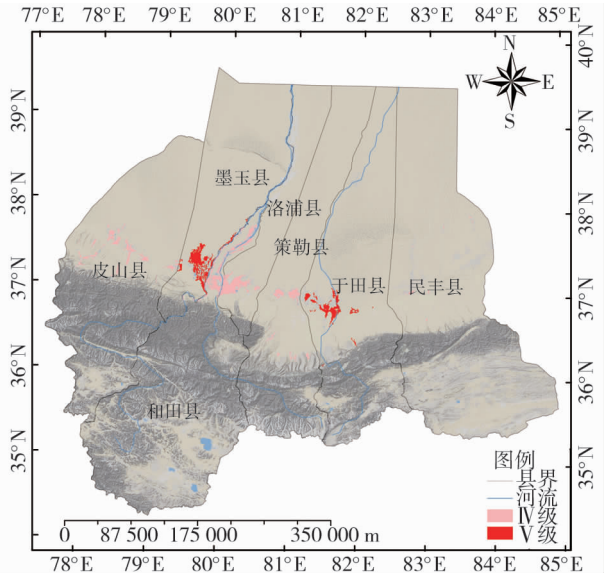 77°E 78°E 79°E 80°E 81°E 82°E 83°E 84°E 85°E
N
W E
S
40°N
39°N
39°N
墨玉县
38°N
洛浦县
38°N
策勒县
皮山县
37°N
于田县
民丰县
37°N
36°N
36°N
和田县
35°N
35°N
图例
县界
河流
Ⅳ级
Ⅴ级
0 87 500 175 000 350 000 m
77°E 78°E 79°E 80°E 81°E 82°E 83°E 84°E